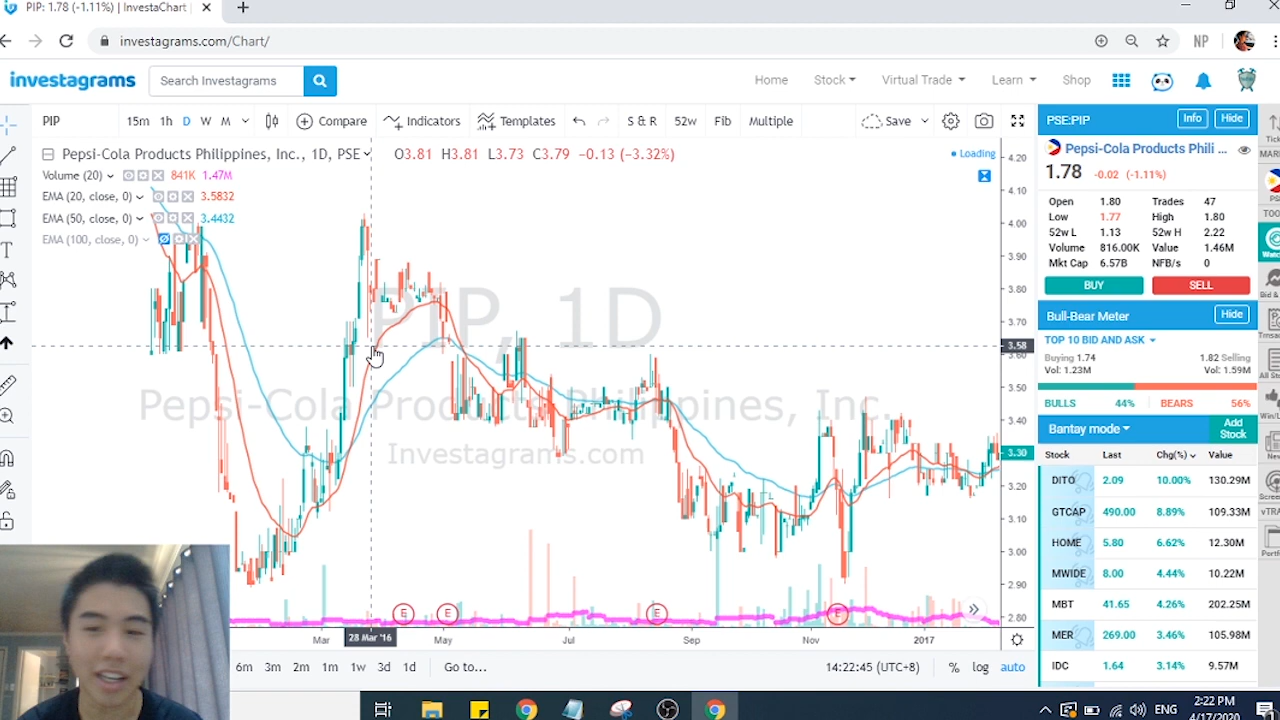 PIP: 1.78 (-1.11%) | InvestaChart
investagrams.com/Chart/
NP
investagrams
Search Investagrams
Home
Stock
Virtual Trade
Learn
Shop
PIP
15m
1h
D
W
M
Compare
Indicators
Templates
S & R
52w
Fib
Multiple
Save
Pepsi-Cola Products Philippines, Inc., 1D, PSE
O3.81 H3.81 L3.73 C3.79 −0.13 (−3.32%)
Loading
Volume (20) 841K 1.47M
EMA (20, close, 0) 3.5832
EMA (50, close, 0) 3.4432
EMA (100, close, 0)
PIP, 1D
Pepsi-Cola Products Philippines, Inc.
Investagrams.com
4.20
4.10
4.00
3.90
3.80
3.70
3.58
3.60
3.50
3.40
3.30
3.20
3.10
3.00
2.90
2.80
E
E
E
E
Mar
28 Mar '16
May
Jul
Sep
Nov
2017
6m
3m
2m
1m
1w
3d
1d
Go to...
14:22:45 (UTC+8)
%
log
auto
PSE:PIP
Info
Hide
Pepsi-Cola Products Phili ...
1.78 -0.02 (-1.11%)
Open 1.80 Trades 47
Low 1.77 High 1.80
52w L 1.13 52w H 2.22
Volume 816.00K Value 1.46M
Mkt Cap 6.57B NFB/s 0
BUY
SELL
Bull-Bear Meter
Hide
TOP 10 BID AND ASK
Buying 1.74 1.82 Selling
Vol: 1.23M Vol: 1.59M
BULLS 44% BEARS 56%
Bantay mode
Add
Stock
Stock Last Chg(%) Value
DITO 2.09 10.00% 130.29M
GTCAP 490.00 8.89% 109.33M
HOME 5.80 6.62% 12.30M
MWIDE 8.00 4.44% 10.22M
MBT 41.65 4.26% 202.25M
MER 269.00 3.46% 105.98M
IDC 1.64 3.14% 9.57M
ENG
2:22 PM